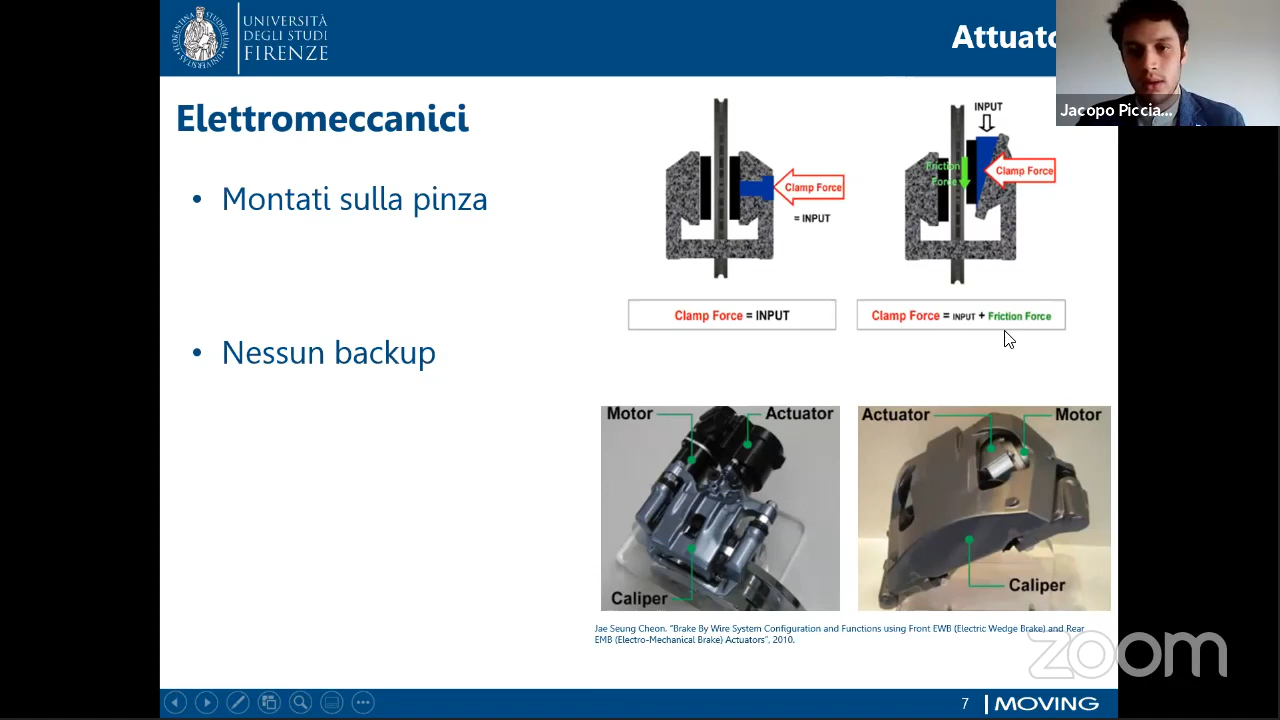 UNIVERSITÀ
DEGLI STUDI
FIRENZE
Attuato
Jacopo Piccia...
Elettromeccanici
• Montati sulla pinza
• Nessun backup
Clamp Force
= INPUT
Clamp Force = INPUT
INPUT
Friction
Force
Clamp Force
Clamp Force = INPUT + Friction Force
Motor
Actuator
Caliper
Actuator
Motor
Caliper
Jae Seung Cheon. "Brake By Wire System Configuration and Functions using Front EWB (Electric Wedge Brake) and Rear
EMB (Electro-Mechanical Brake) Actuators", 2010.
zoom
7
MOVING